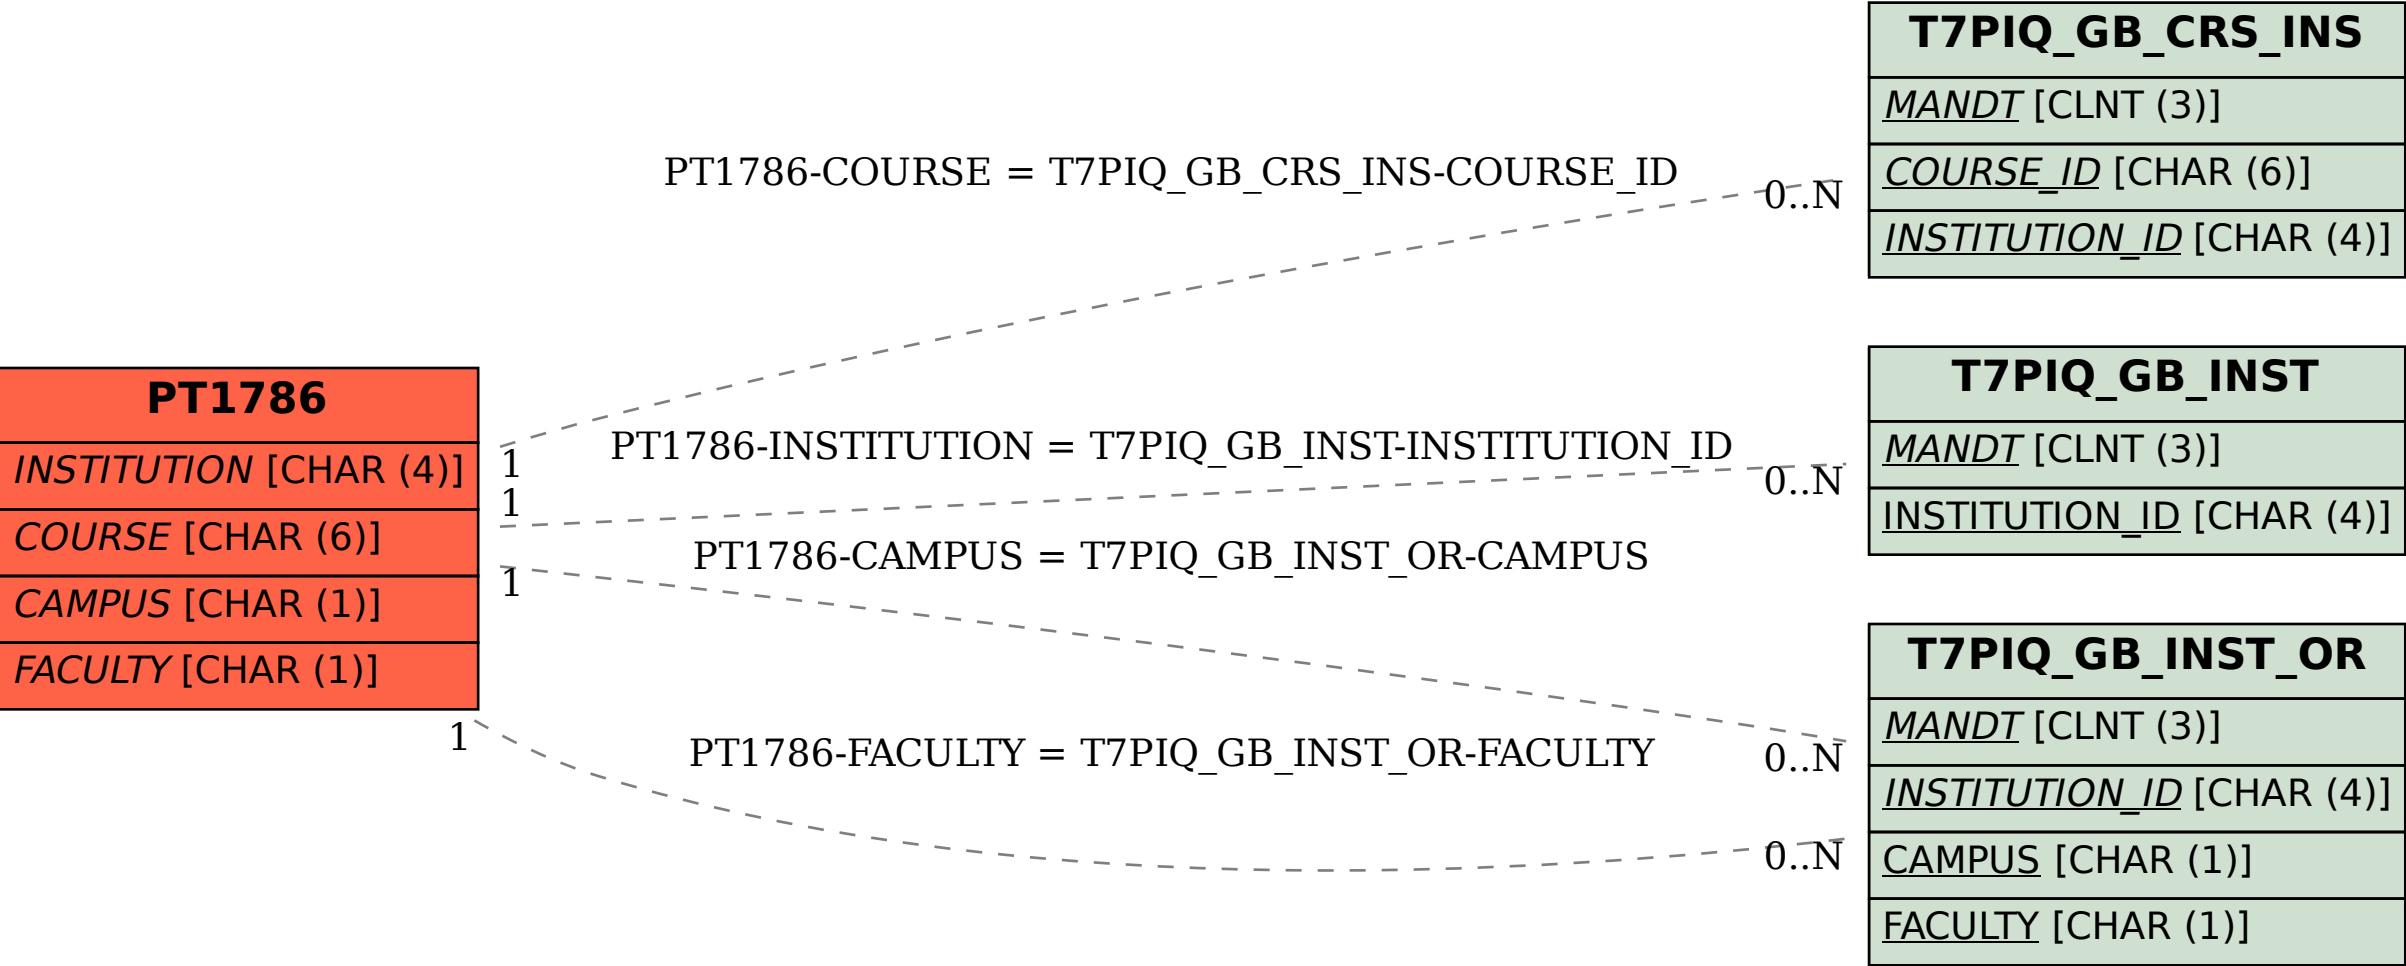 PT1786
INSTITUTION [CHAR (4)]
COURSE [CHAR (6)]
CAMPUS [CHAR (1)]
FACULTY [CHAR (1)]
PT1786-COURSE = T7PIQ_GB_CRS_INS-COURSE_ID
1
0..N
PT1786-INSTITUTION = T7PIQ_GB_INST-INSTITUTION_ID
1
0..N
PT1786-CAMPUS = T7PIQ_GB_INST_OR-CAMPUS
1
0..N
PT1786-FACULTY = T7PIQ_GB_INST_OR-FACULTY
1
0..N
T7PIQ_GB_CRS_INS
MANDT [CLNT (3)]
COURSE_ID [CHAR (6)]
INSTITUTION_ID [CHAR (4)]
T7PIQ_GB_INST
MANDT [CLNT (3)]
INSTITUTION_ID [CHAR (4)]
T7PIQ_GB_INST_OR
MANDT [CLNT (3)]
INSTITUTION_ID [CHAR (4)]
CAMPUS [CHAR (1)]
FACULTY [CHAR (1)]